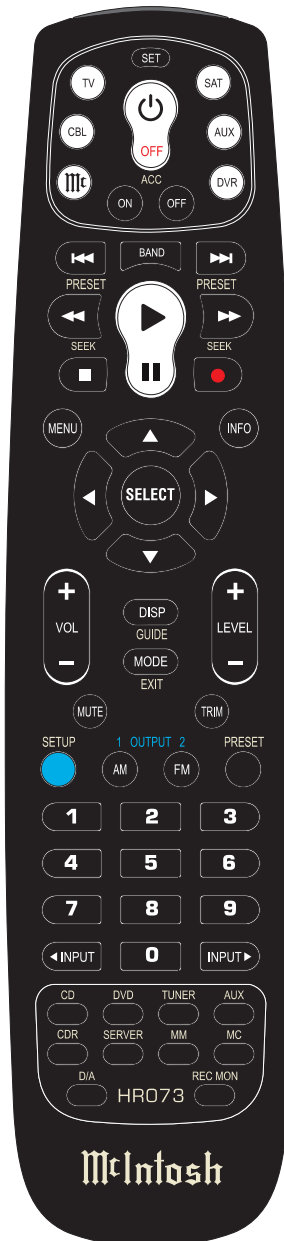 SET
TV
SAT
CBL
OFF
AUX
Mc
ACC
DVR
ON
OFF
BAND
PRESET
PRESET
SEEK
SEEK
MENU
INFO
SELECT
+
+
VOL
DISP
LEVEL
GUIDE
-
MODE
-
EXIT
MUTE
TRIM
SETUP
1 OUTPUT 2
PRESET
AM
FM
1
2
3
4
5
6
7
8
9
INPUT
0
INPUT
CD
DVD
TUNER
AUX
CDR
SERVER
MM
MC
D/A
REC MON
HR073
McIntosh